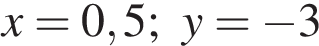 x = 0,5; y = −3